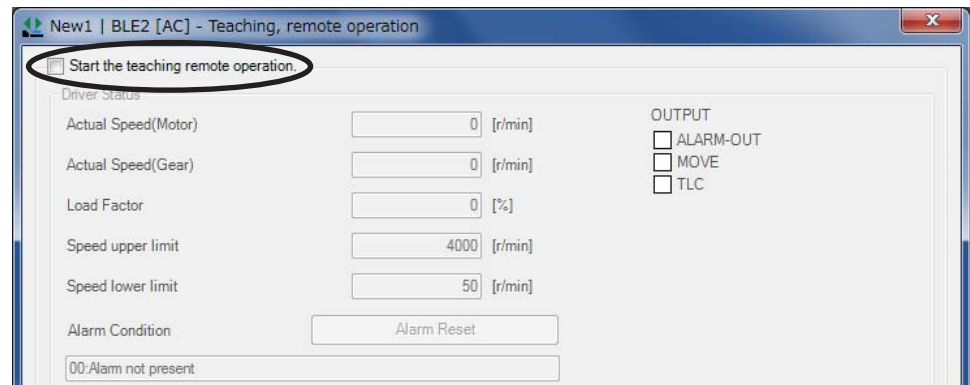 New1 | BLE2 [AC] - Teaching, remote operation
Start the teaching remote operation.
Driver Status
Actual Speed(Motor) 0 [r/min]
Actual Speed(Gear) 0 [r/min]
Load Factor 0 [%]
Speed upper limit 4000 [r/min]
Speed lower limit 50 [r/min]
Alarm Condition Alarm Reset
00:Alarm not present
OUTPUT
ALARM-OUT
MOVE
TLC